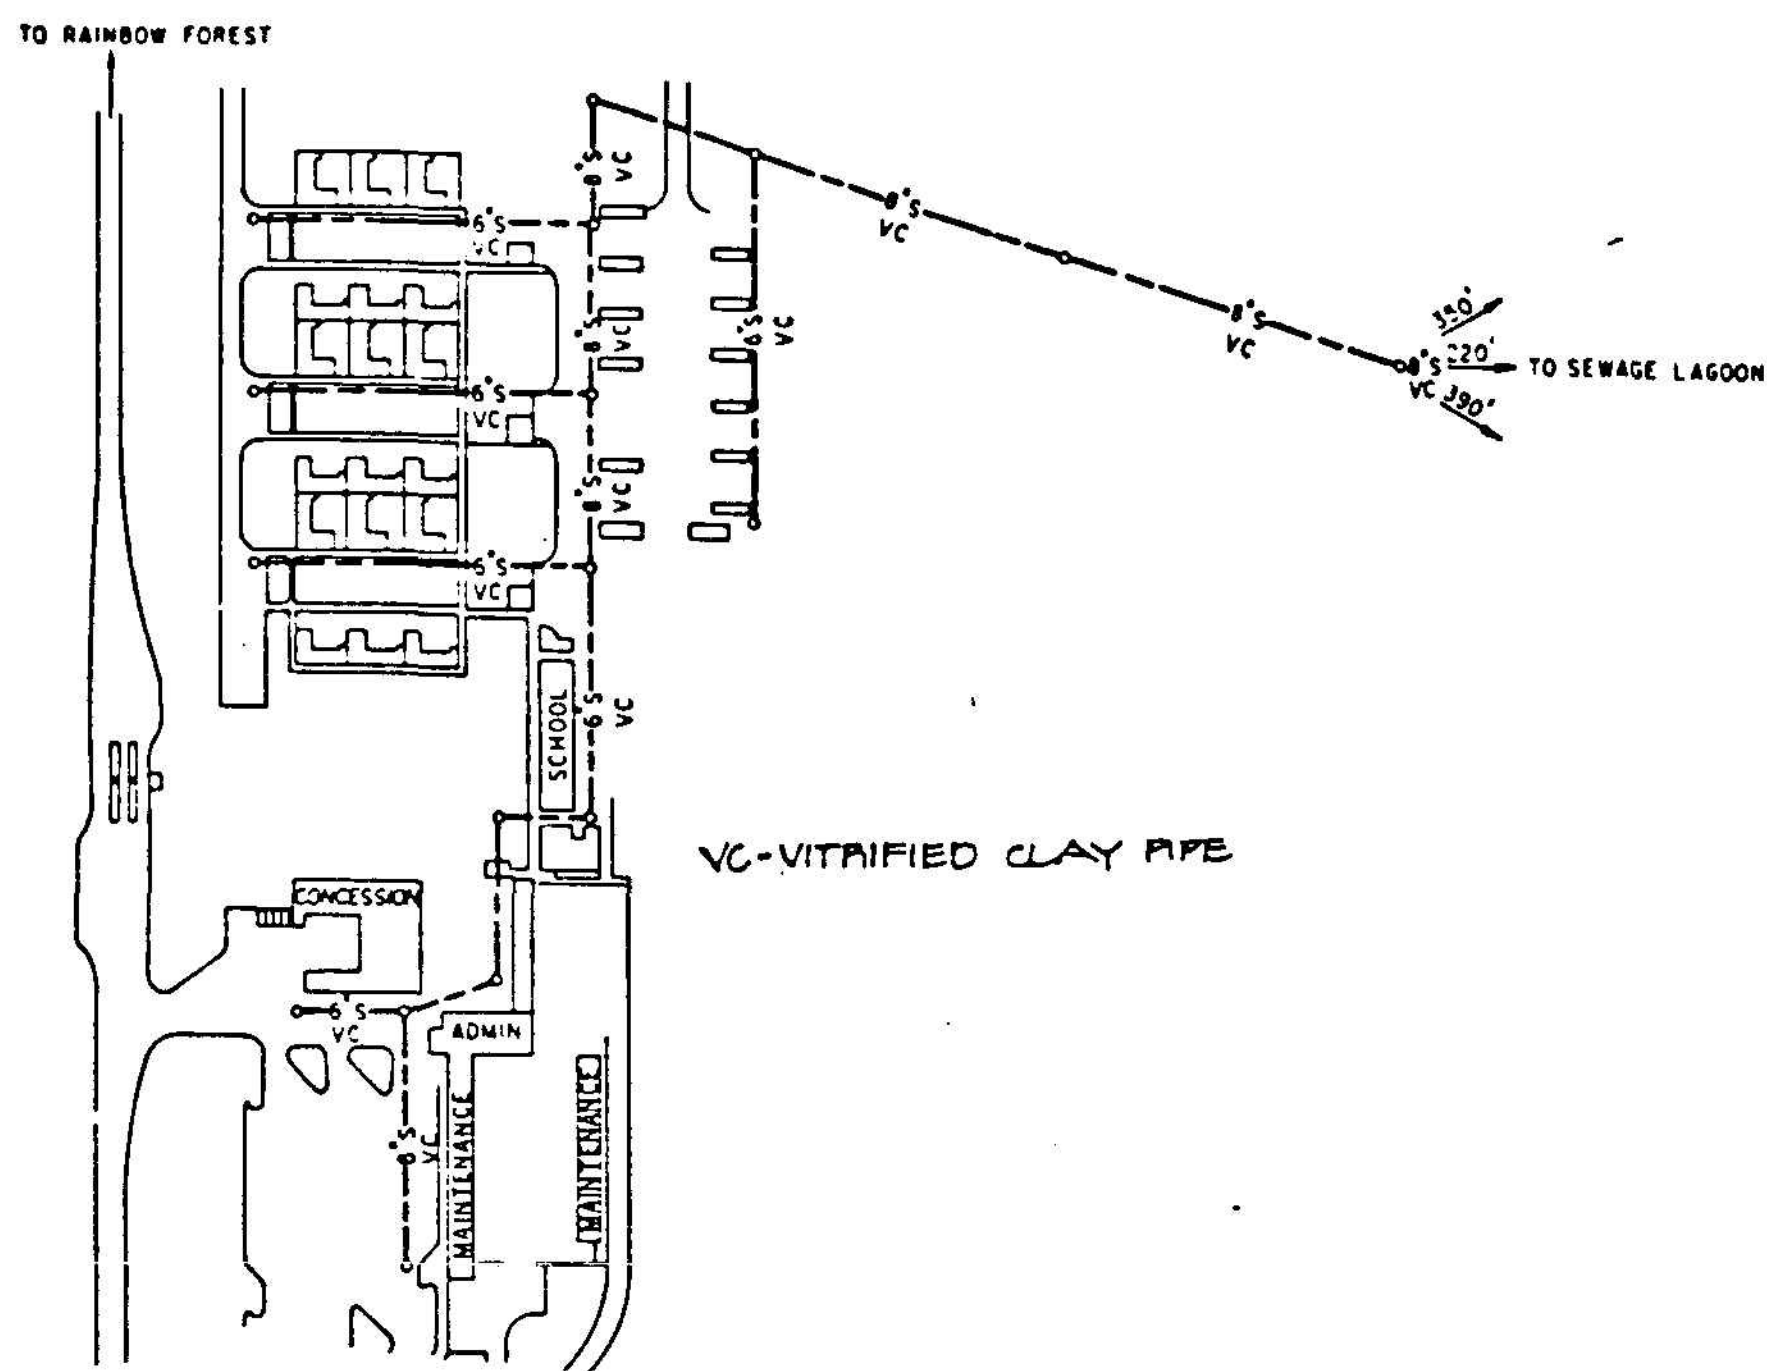 TO RAINBOW FOREST
8"S
VC
6"S
VC
8"S
VC
8"S
VC
6"S
VC
8"S
VC
350'
8"S
VC
220'
TO SEWAGE LAGOON
390'
6"S
VC
8"S
VC
6"S
VC
SCHOOL
6"S
VC
VC-VITRIFIED CLAY PIPE
CONCESSION
6"S
VC
ADMIN
8"S
VC
MAINTENANCE
MAINTENANCE